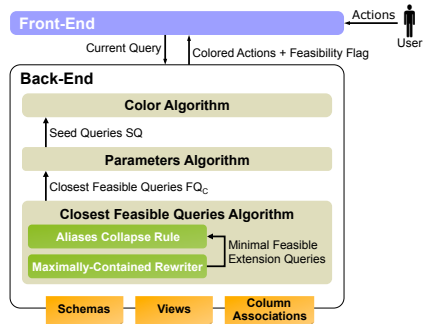 Front-End
Actions
User
Current Query
Colored Actions + Feasibility Flag
Back-End
Color Algorithm
Seed Queries SQ
Parameters Algorithm
Closest Feasible Queries FQC
Closest Feasible Queries Algorithm
Aliases Collapse Rule
Minimal Feasible
Extension Queries
Maximally-Contained Rewriter
Schemas
Views
Column
Associations